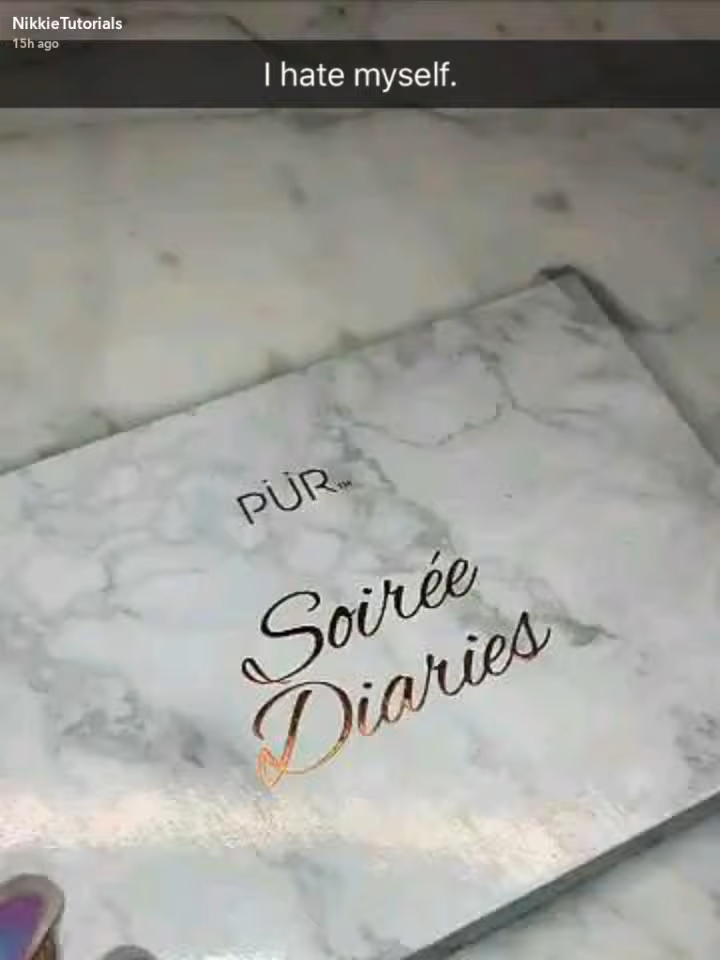 NikkieTutorials
15h ago
I hate myself.
PÜR™
Soirée
Diaries